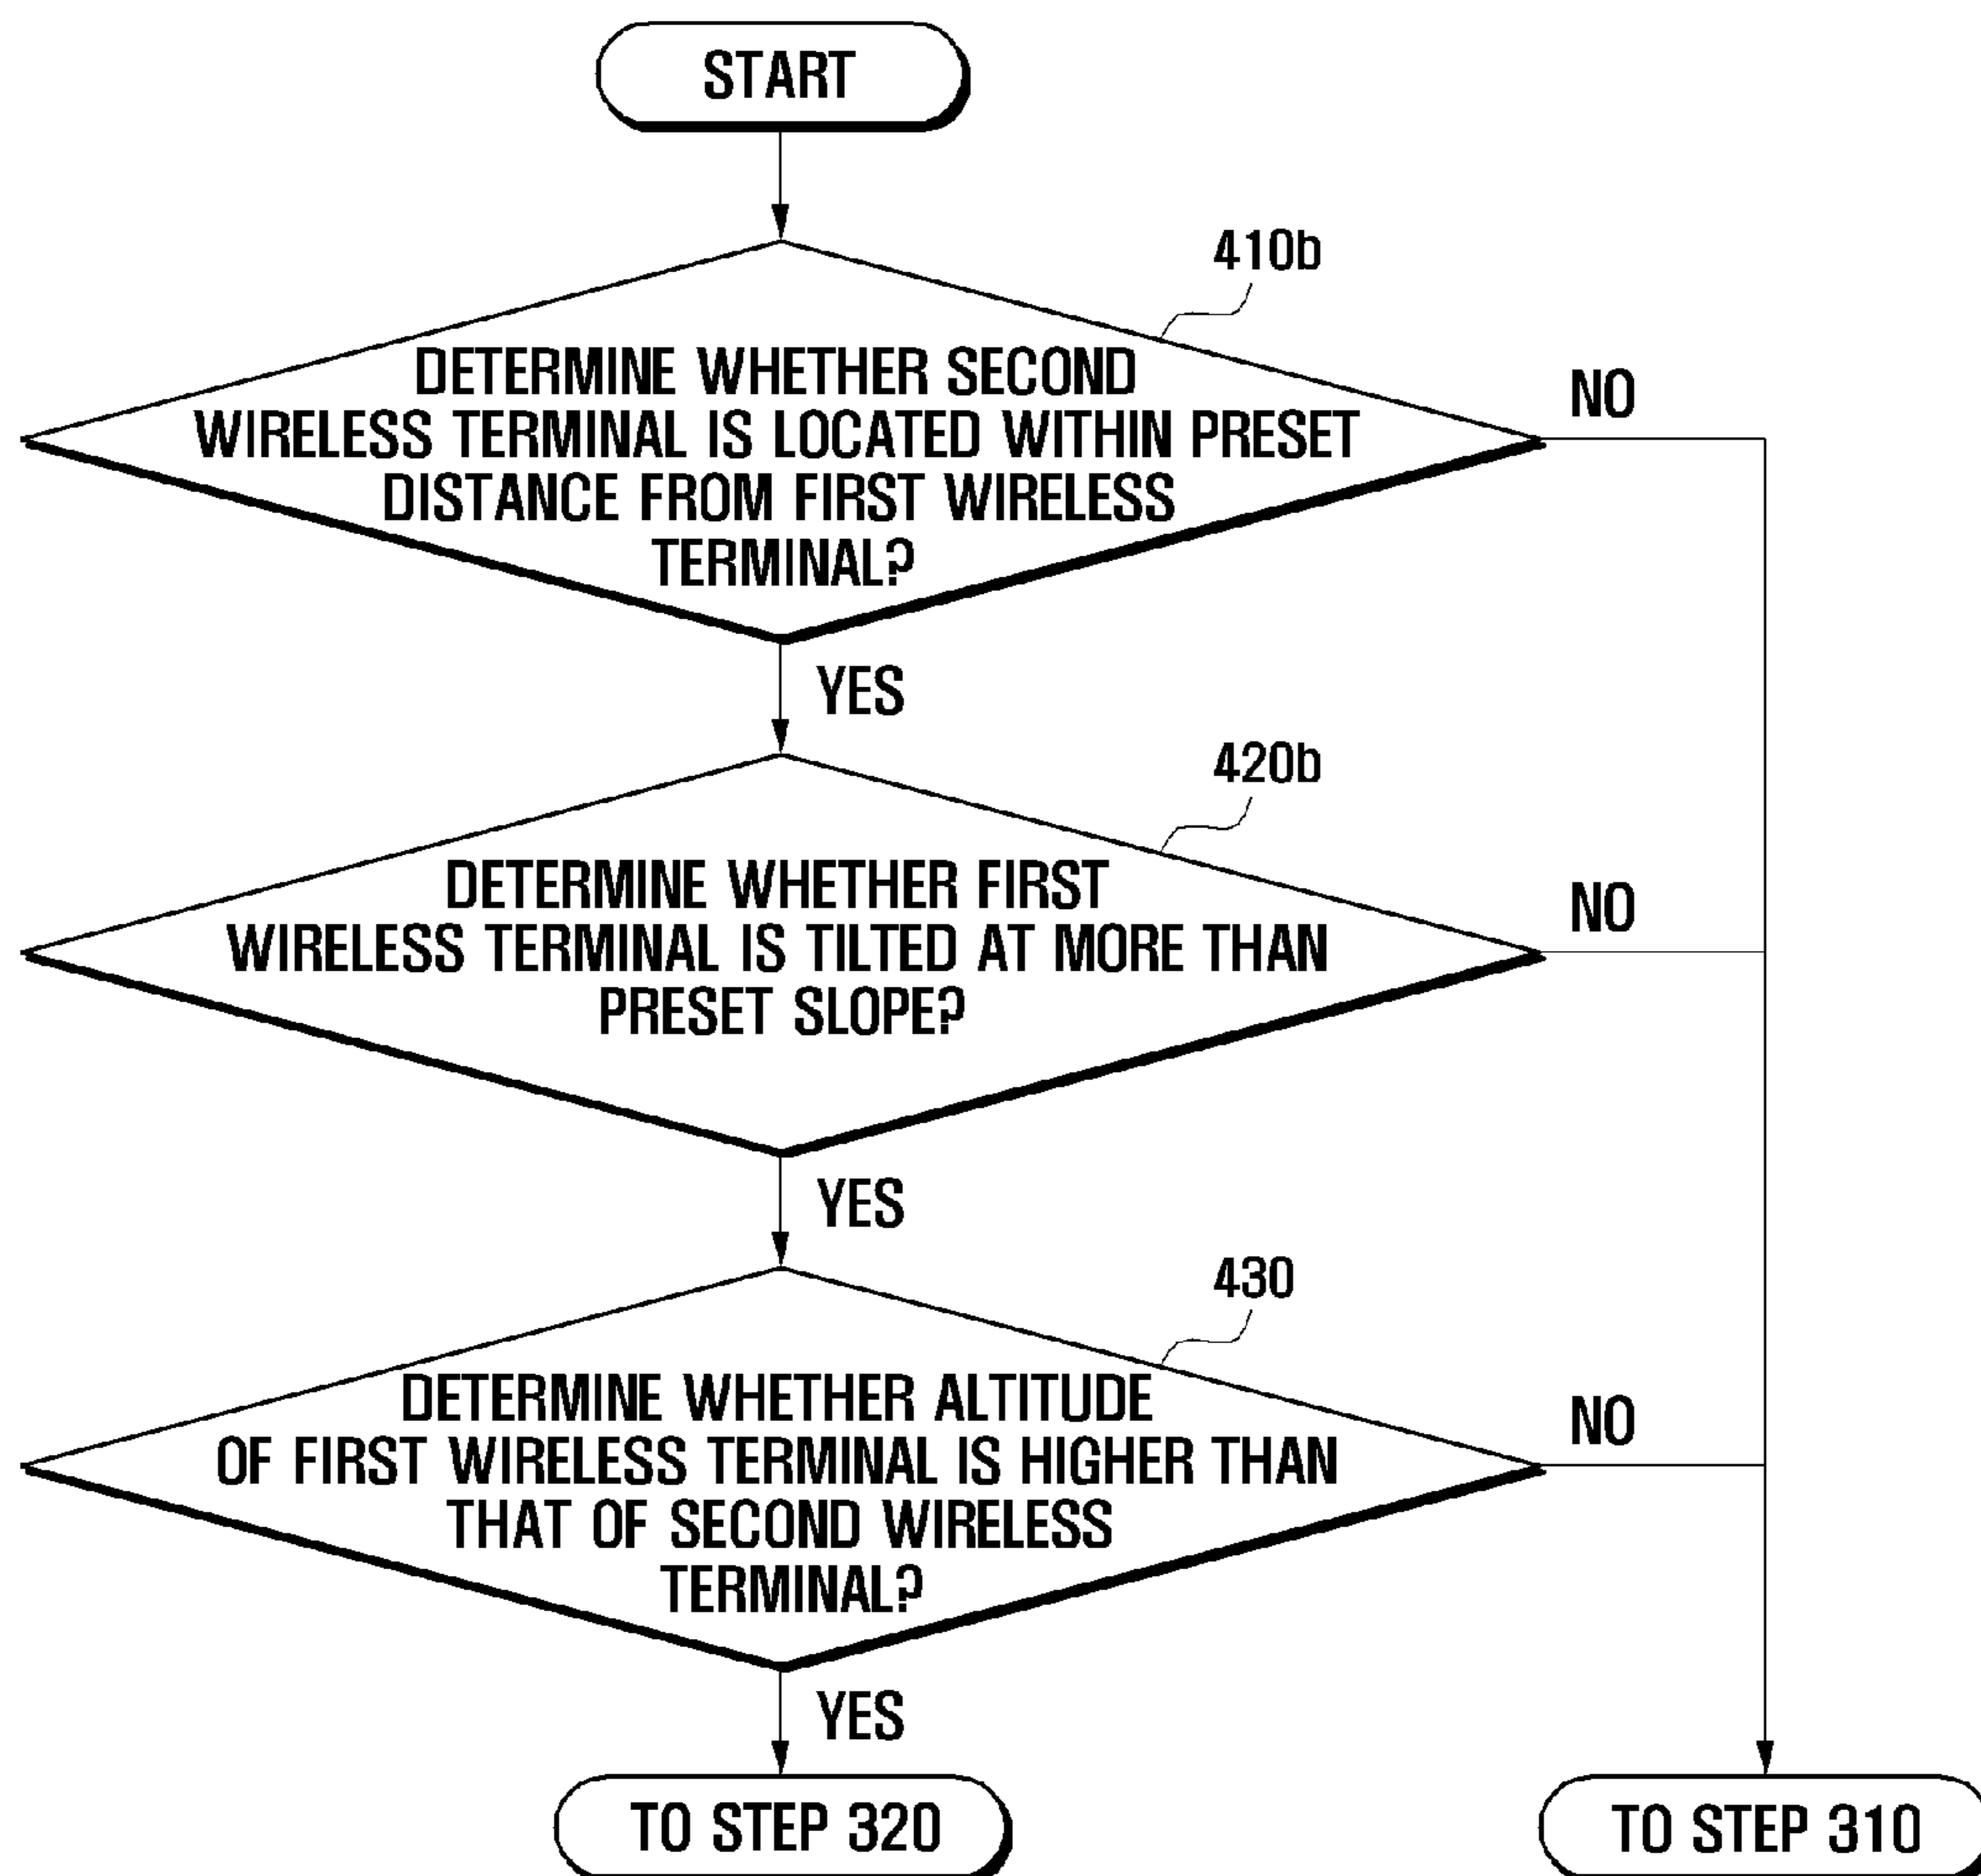 START
410b
DETERMINE WHETHER SECOND
WIRELESS TERMINAL IS LOCATED WITHIN PRESET
DISTANCE FROM FIRST WIRELESS
TERMINAL?
NO
YES
420b
DETERMINE WHETHER FIRST
WIRELESS TERMINAL IS TILTED AT MORE THAN
PRESET SLOPE?
NO
YES
430
DETERMINE WHETHER ALTITUDE
OF FIRST WIRELESS TERMINAL IS HIGHER THAN
THAT OF SECOND WIRELESS
TERMINAL?
NO
YES
TO STEP 320
TO STEP 310